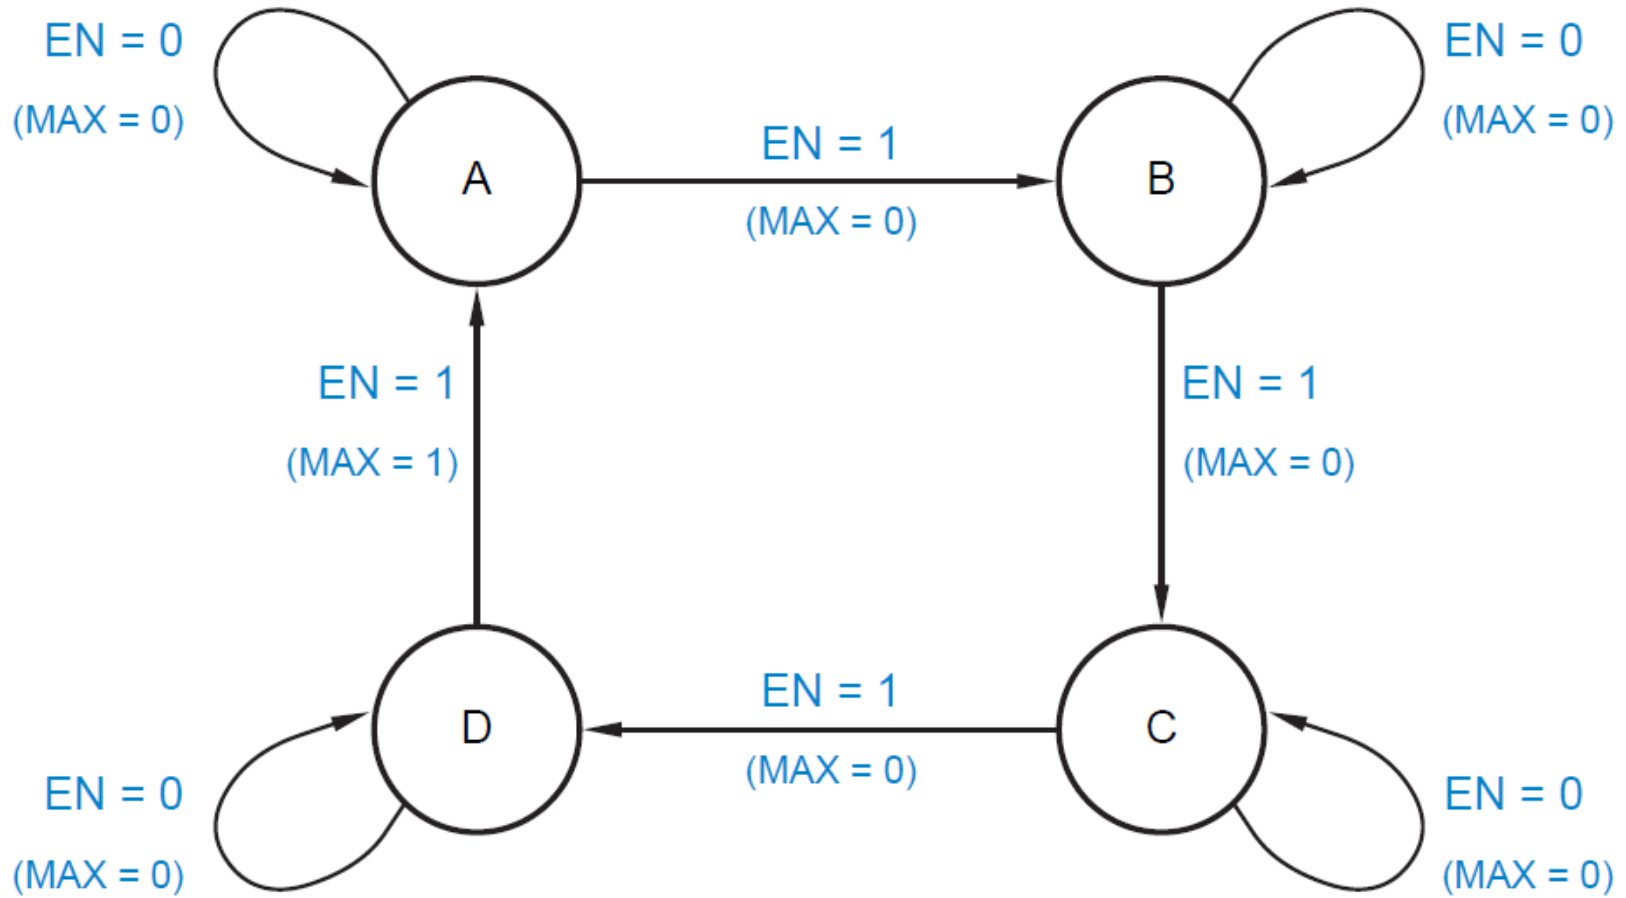 EN = 0
(MAX = 0)
A
EN = 1
(MAX = 0)
B
EN = 0
(MAX = 0)
EN = 1
(MAX = 1)
EN = 1
(MAX = 0)
EN = 0
(MAX = 0)
D
EN = 1
(MAX = 0)
C
EN = 0
(MAX = 0)